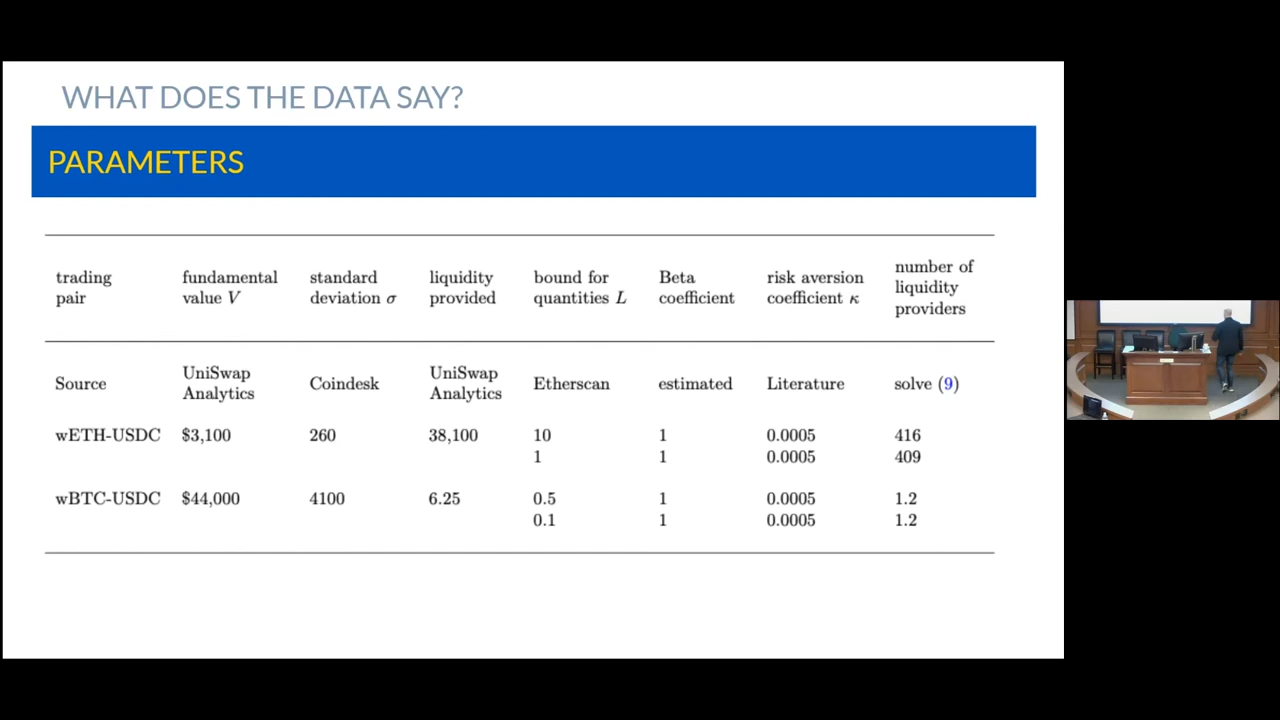 WHAT DOES THE DATA SAY?
PARAMETERS
trading pair fundamental value V standard deviation σ liquidity provided bound for quantities L Beta coefficient risk aversion coefficient κ number of liquidity providers
Source UniSwap Analytics Coindesk UniSwap Analytics Etherscan estimated Literature solve (9)
wETH-USDC $3,100 260 38,100 10 1 0.0005 416
1 1 0.0005 409
wBTC-USDC $44,000 4100 6.25 0.5 1 0.0005 1.2
0.1 1 0.0005 1.2